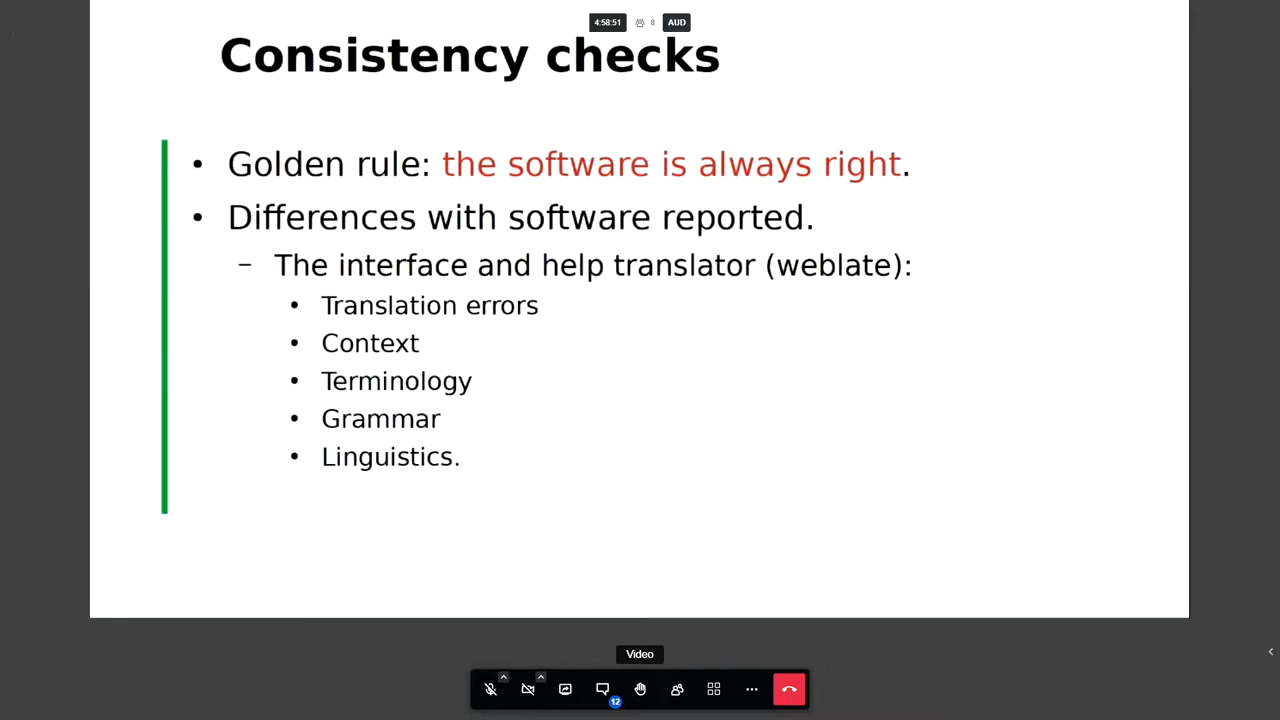 4:58:51 8 AUD
Consistency checks
• Golden rule: the software is always right.
• Differences with software reported.
– The interface and help translator (weblate):
• Translation errors
• Context
• Terminology
• Grammar
• Linguistics.
Video
12